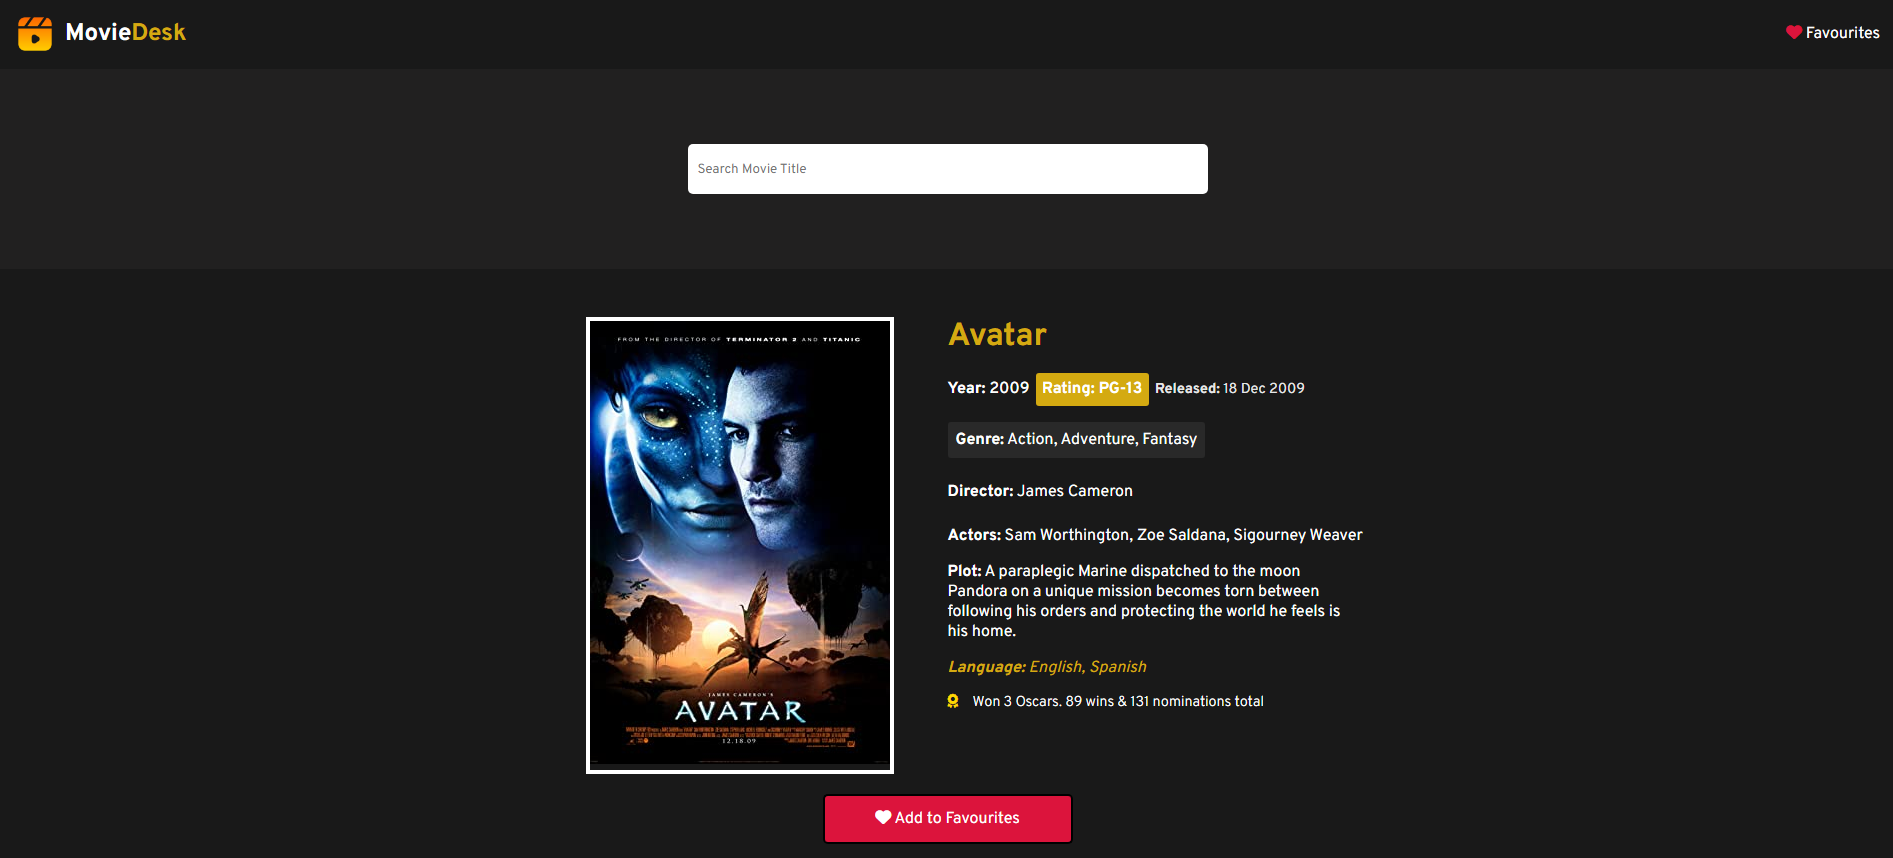 MovieDesk
Favourites
Search Movie Title
FROM THE DIRECTOR OF TERMINATOR 2 AND TITANIC
JAMES CAMERON'S
AVATAR
12.18.09
Avatar
Year: 2009 Rating: PG-13 Released: 18 Dec 2009
Genre: Action, Adventure, Fantasy
Director: James Cameron
Actors: Sam Worthington, Zoe Saldana, Sigourney Weaver
Plot: A paraplegic Marine dispatched to the moon
Pandora on a unique mission becomes torn between
following his orders and protecting the world he feels is
his home.
Language: English, Spanish
Won 3 Oscars. 89 wins & 131 nominations total
Add to Favourites